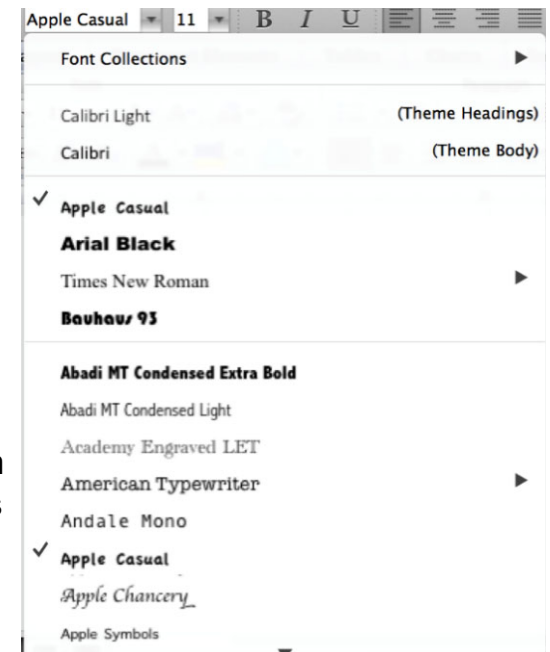 Apple Casual 11 B I U
Font Collections
Calibri Light (Theme Headings)
Calibri (Theme Body)
Apple Casual
Arial Black
Times New Roman
Bauhaus 93
Abadi MT Condensed Extra Bold
Abadi MT Condensed Light
Academy Engraved LET
American Typewriter
Andale Mono
Apple Casual
Apple Chancery
Apple Symbols